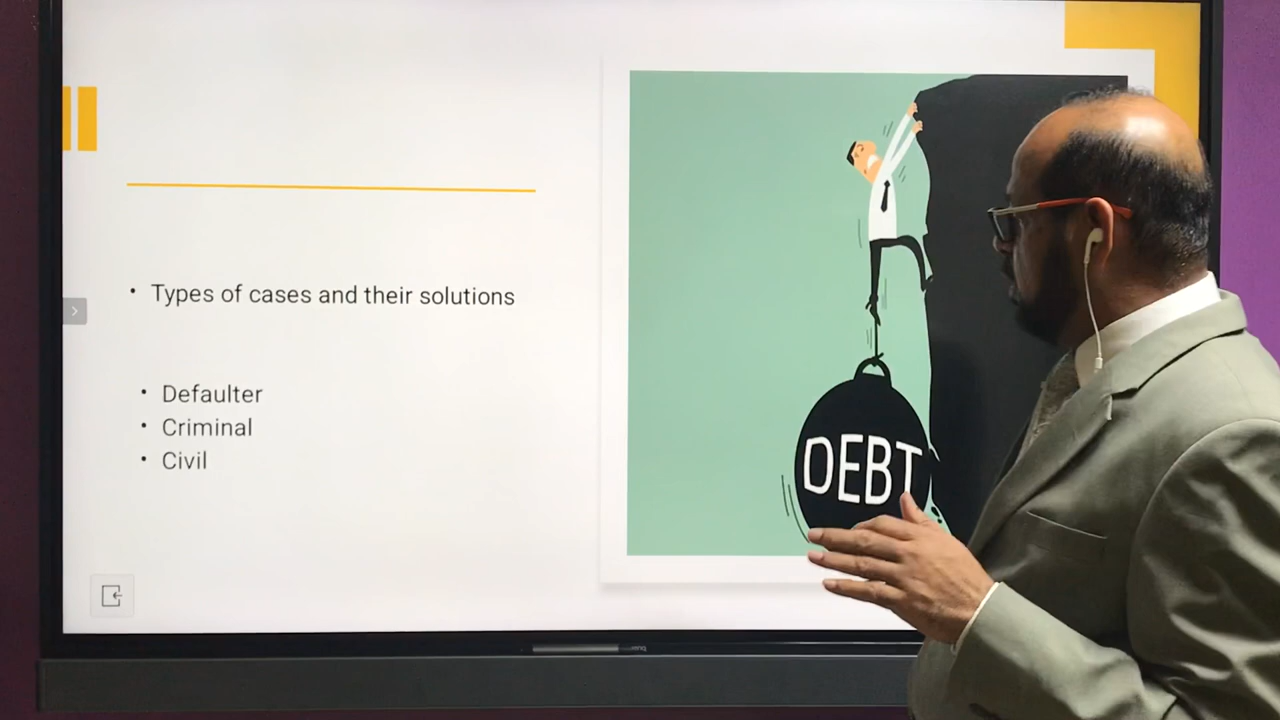 • Types of cases and their solutions
• Defaulter
• Criminal
• Civil
DEBT